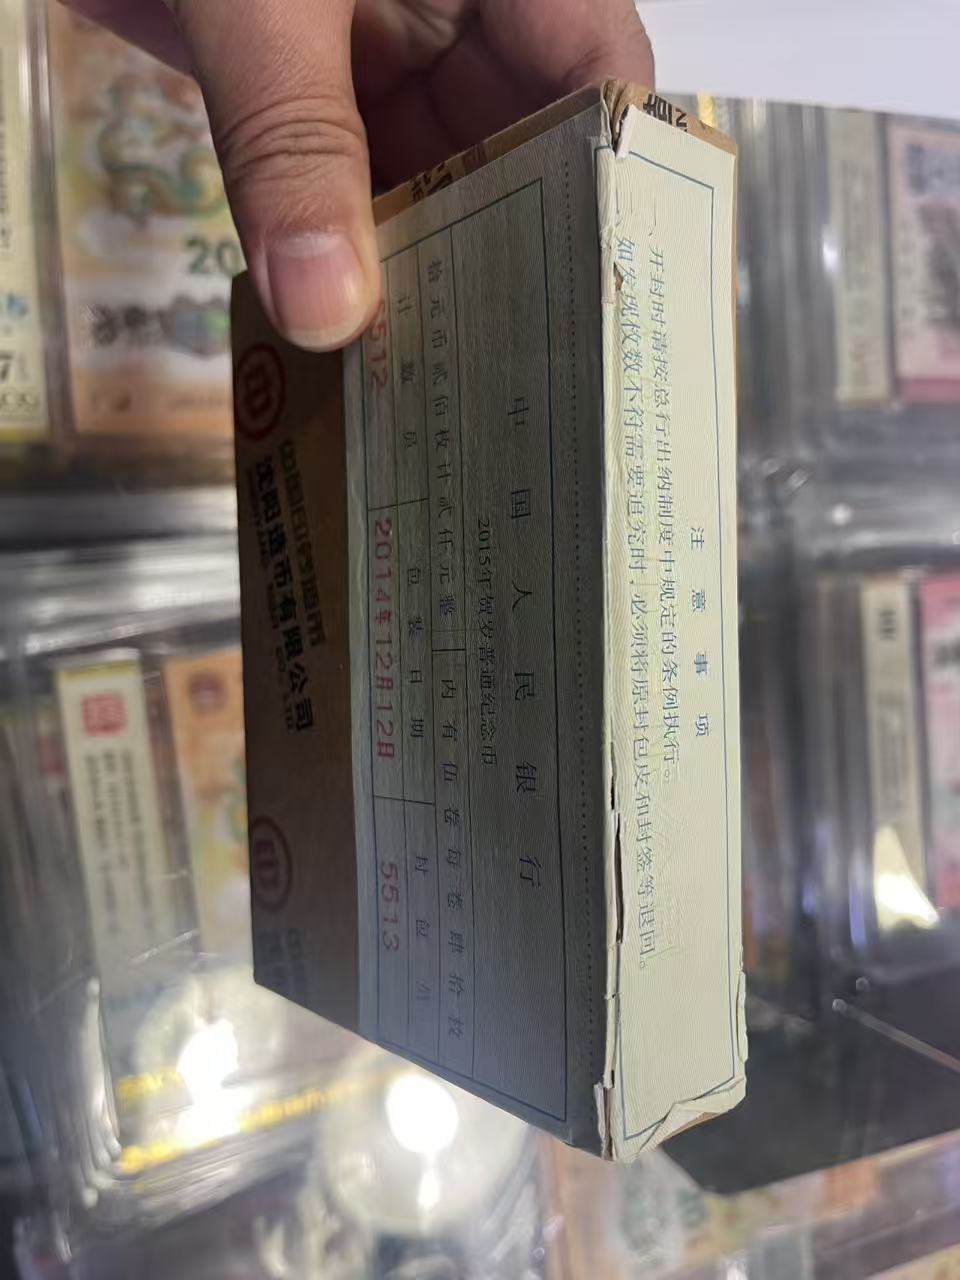 中国人民银行
2015年贺岁普通纪念币
拾元币贰佰枚计贰仟元整 内有伍卷每卷肆拾枚
计数员 包装日期 封包
5512 2014年12月12日 5513
注意事项
一、开封时请按总行出纳制度中规定的条例执行。
二、如发现枚数不符需要追究时，必须将原封包皮和封签等退回。
沈阳造币有限公司
20